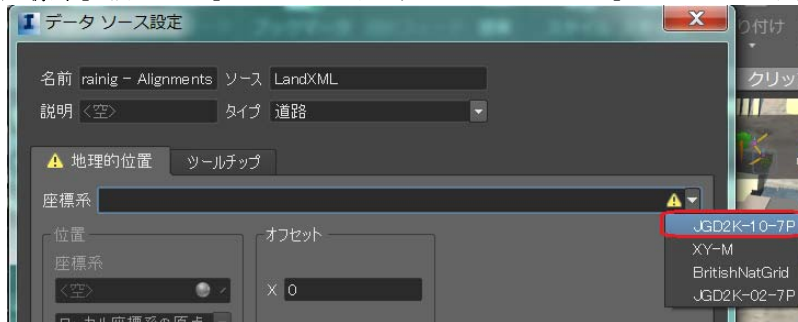 データ ソース設定
り付け
名前 rainig - Alignments ソース LandXML
クリッ
説明 <空> タイプ 道路
地理的位置 ツールチップ
座標系
位置
オフセット
座標系
<空>
X 0
ローカル座標系の原点
JGD2K-10-7P
XY-M
BritishNatGrid
JGD2K-02-7P